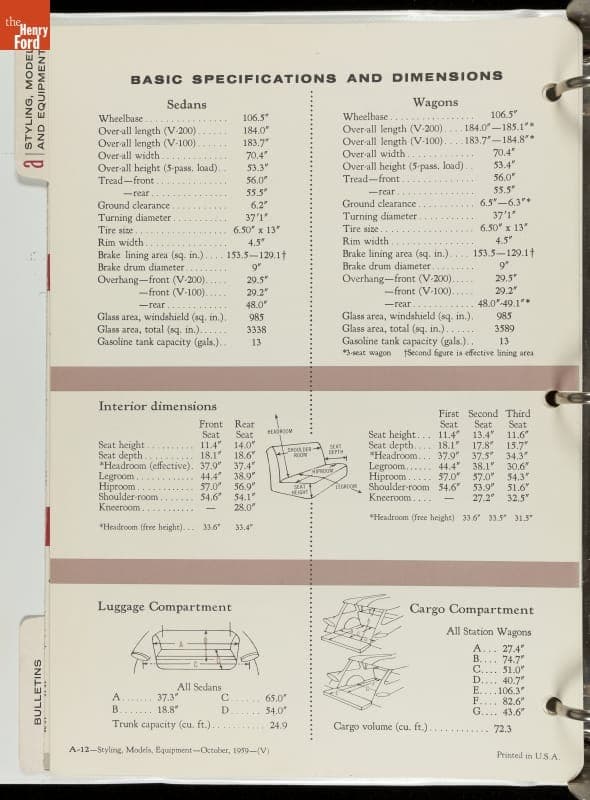 the
Henry
Ford
a STYLING, MODEL
AND EQUIPMENT
BASIC SPECIFICATIONS AND DIMENSIONS
Sedans
Wheelbase................ 106.5″
Over-all length (V-200)...... 184.0″
Over-all length (V-100)...... 183.7″
Over-all width............. 70.4″
Over-all height (5-pass. load).. 53.3″
Tread—front............. 56.0″
—rear............. 55.5″
Ground clearance.......... 6.2″
Turning diameter.......... 37′1″
Tire size................. 6.50″ x 13″
Rim width................ 4.5″
Brake lining area (sq. in.).... 153.5—129.1†
Brake drum diameter........ 9″
Overhang—front (V-200)..... 29.5″
—front (V-100)..... 29.2″
—rear............. 48.0″
Glass area, windshield (sq. in.). 985
Glass area, total (sq. in.)...... 3338
Gasoline tank capacity (gals.).. 13
Wagons
Wheelbase................ 106.5″
Over-all length (V-200).... 184.0″—185.1″*
Over-all length (V-100).... 183.7″—184.8″*
Over-all width............. 70.4″
Over-all height (5-pass. load).. 53.4″
Tread—front............. 56.0″
—rear............. 55.5″
Ground clearance......... 6.5″—6.3″*
Turning diameter.......... 37′1″
Tire size................. 6.50″ x 13″
Rim width................ 4.5″
Brake lining area (sq. in.).... 153.5—129.1†
Brake drum diameter........ 9″
Overhang—front (V-200)..... 29.5″
—front (V-100)..... 29.2″
—rear.......... 48.0″-49.1″*
Glass area, windshield (sq. in.). 985
Glass area, total (sq. in.)...... 3589
Gasoline tank capacity (gals.).. 13
*3-seat wagon †Second figure is effective lining area
Interior dimensions
Front Rear
Seat Seat
Seat height.......... 11.4″ 14.0″
Seat depth.......... 18.1″ 18.6″
*Headroom (effective). 37.9″ 37.4″
Legroom............ 44.4″ 38.9″
Hiproom............ 57.0″ 56.9″
Shoulder-room....... 54.6″ 54.1″
Kneeroom........... — 28.0″
*Headroom (free height)... 33.6″ 33.4″
HEADROOM
SHOULDER
ROOM
SEAT
DEPTH
HIPROOM
SEAT
HEIGHT
LEGROOM
First Second Third
Seat Seat Seat
Seat height... 11.4″ 13.4″ 11.6″
Seat depth.... 18.1″ 17.8″ 15.7″
*Headroom.... 37.9″ 37.5″ 34.3″
Legroom...... 44.4″ 38.1″ 30.6″
Hiproom...... 57.0″ 57.0″ 54.3″
Shoulder-room 54.6″ 53.9″ 51.6″
Kneeroom.... — 27.2″ 32.5″
*Headroom (free height) 33.6″ 33.5″ 31.5″
Luggage Compartment
A
B
C
D
All Sedans
A....... 37.3″ C....... 65.0″
B....... 18.8″ D....... 54.0″
Trunk capacity (cu. ft.).......... 24.9
Cargo Compartment
All Station Wagons
A... 27.4″
B.... 74.7″
C.... 51.0″
D.... 40.7″
E....106.3″
F.... 82.6″
G.... 43.6″
Cargo volume (cu. ft.)........... 72.3
BULLETINS
A-12—Styling, Models, Equipment—October, 1959—(V)
Printed in U.S.A.